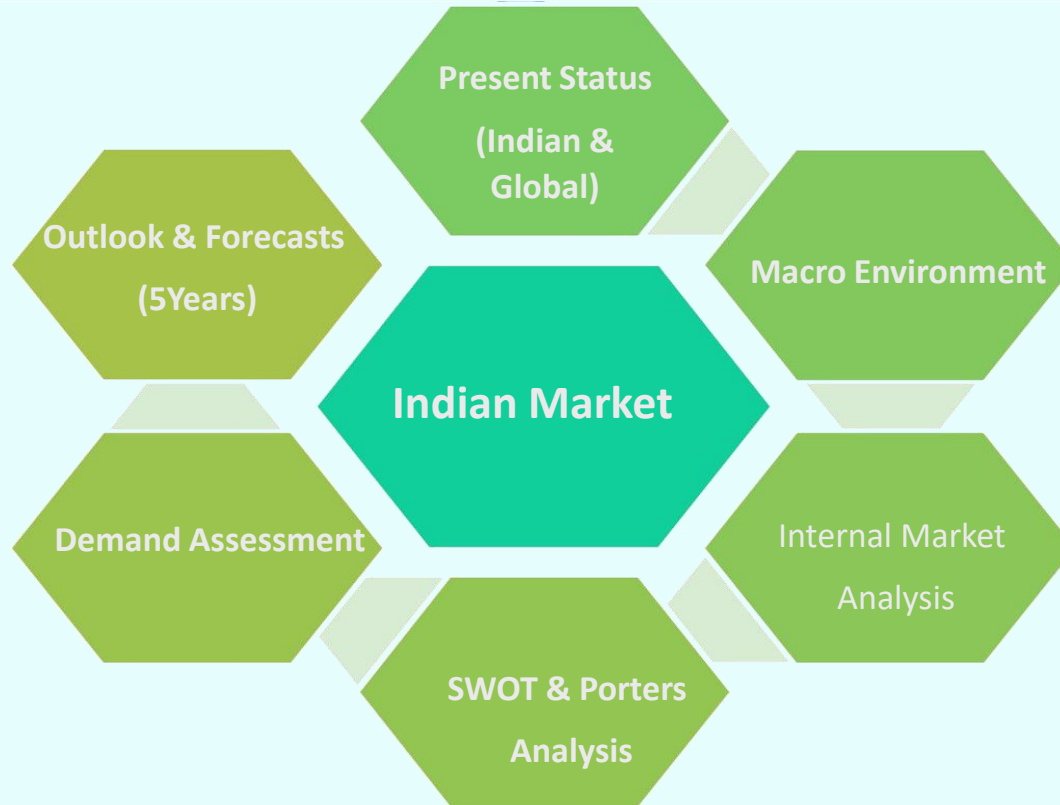 Present Status
(Indian &
Global)
Macro Environment
Internal Market
Analysis
SWOT & Porters
Analysis
Demand Assessment
Outlook & Forecasts
(5Years)
Indian Market